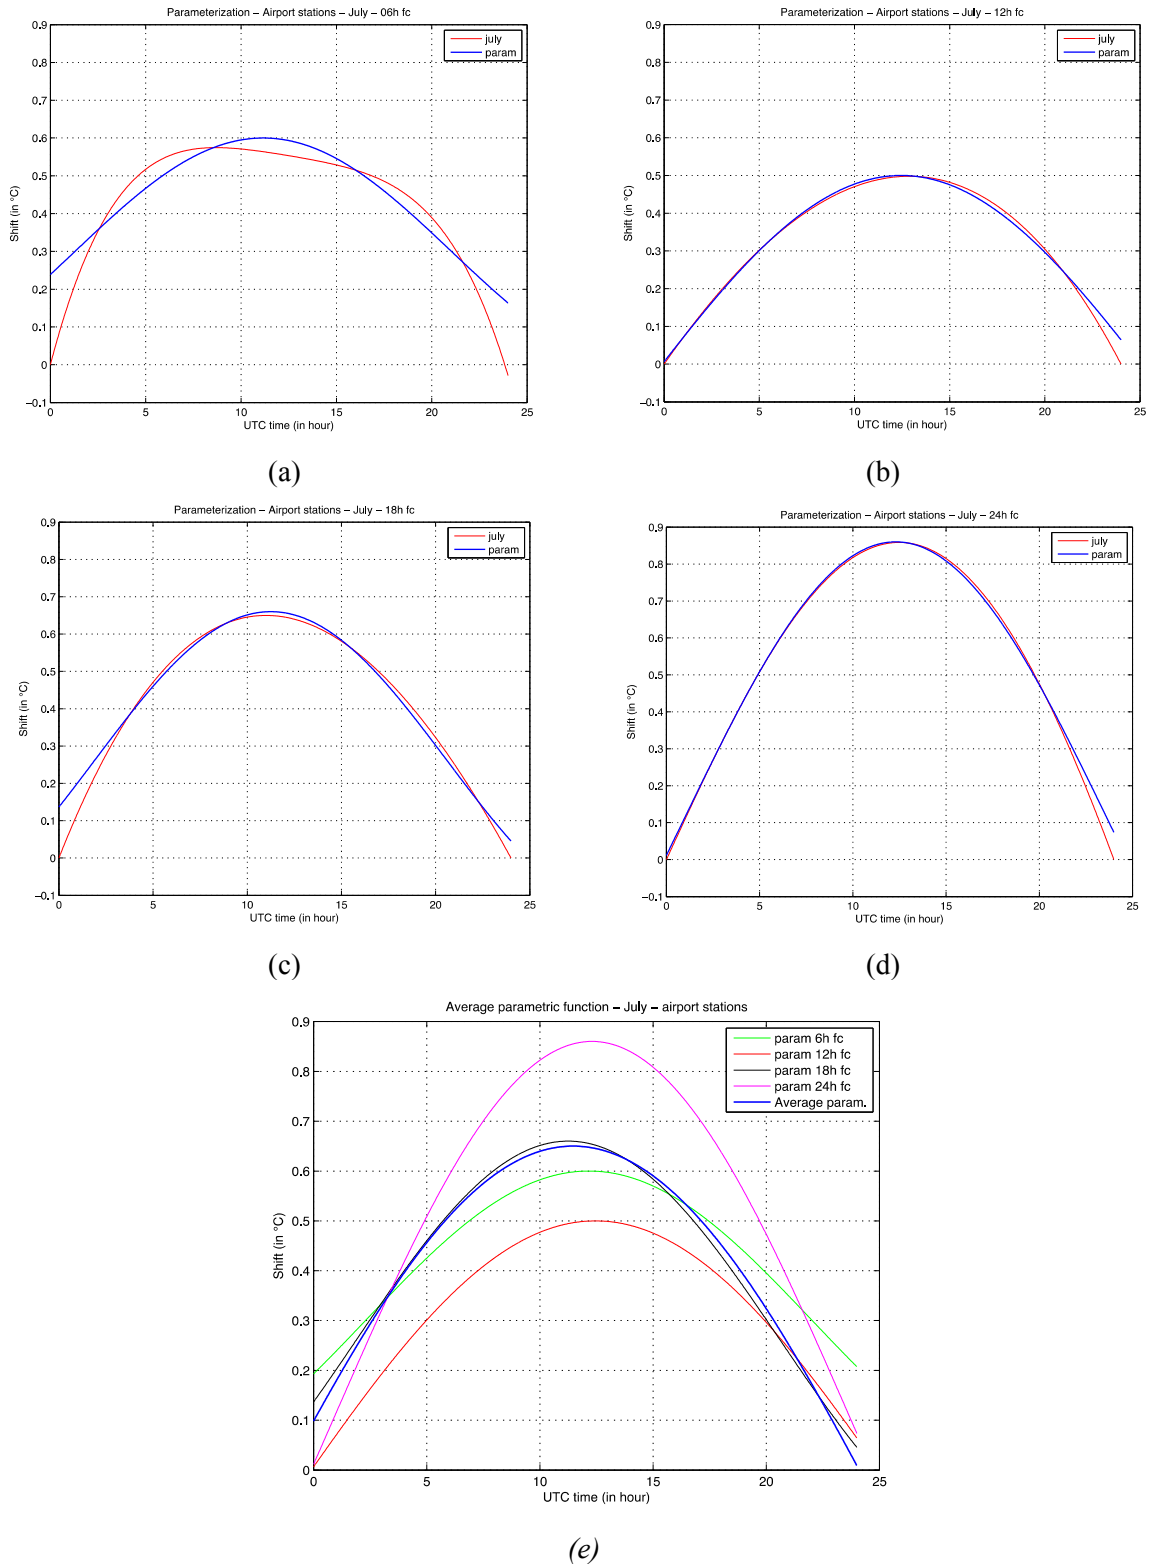 Parameterization – Airport stations – July – 06h fc
0.9
0.8
0.7
0.6
0.5
0.4
0.3
0.2
0.1
0
−0.1
Shift (in °C)
july
param
0 5 10 15 20 25
UTC time (in hour)
(a)
Parameterization – Airport stations – July – 12h fc
0.9
0.8
0.7
0.6
0.5
0.4
0.3
0.2
0.1
0
−0.1
Shift (in °C)
july
param
0 5 10 15 20 25
UTC time (in hour)
(b)
Parameterization – Airport stations – July – 18h fc
0.9
0.8
0.7
0.6
0.5
0.4
0.3
0.2
0.1
0
−0.1
Shift (in °C)
july
param
0 5 10 15 20 25
UTC time (in hour)
(c)
Parameterization – Airport stations – July – 24h fc
0.9
0.8
0.7
0.6
0.5
0.4
0.3
0.2
0.1
0
−0.1
Shift (in °C)
july
param
0 5 10 15 20 25
UTC time (in hour)
(d)
Average parametric function – July – airport stations
0.9
0.8
0.7
0.6
0.5
0.4
0.3
0.2
0.1
0
Shift (in °C)
param 6h fc
param 12h fc
param 18h fc
param 24h fc
Average param.
0 5 10 15 20 25
UTC time (in hour)
(e)